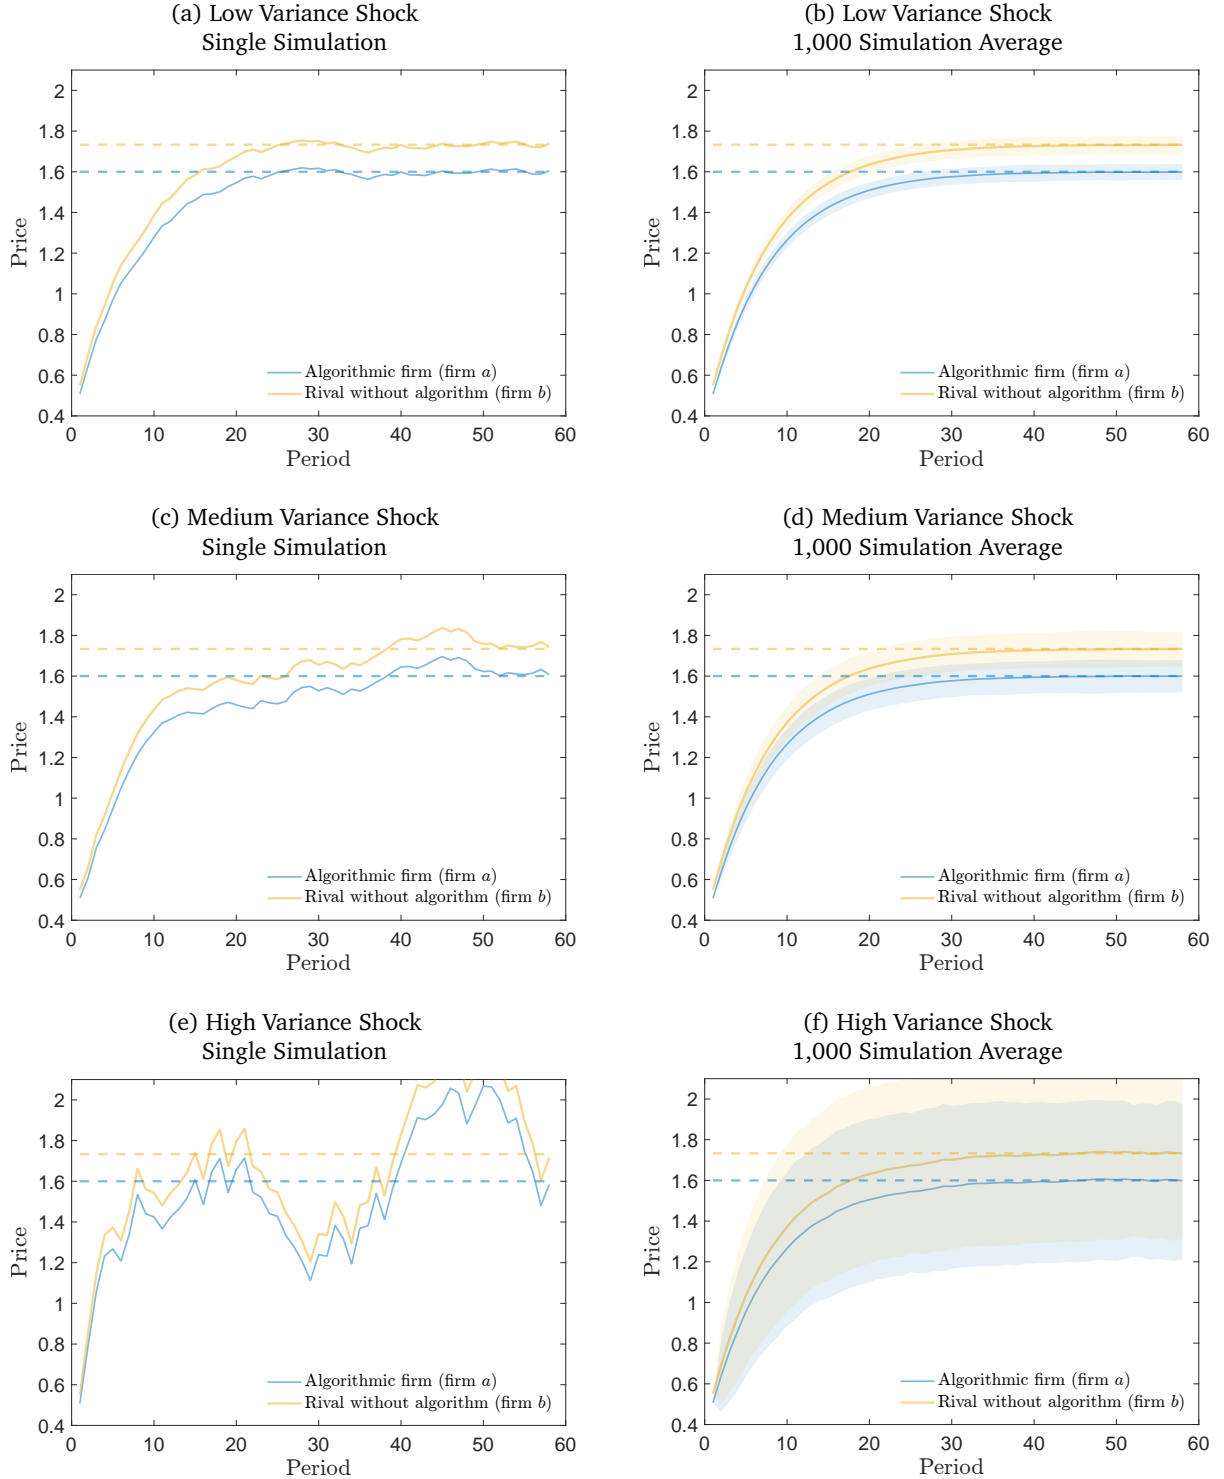 (a) Low Variance Shock
Single Simulation
2
1.8
1.6
1.4
1.2
1
0.8
0.6
0.4
Price
Algorithmic firm (firm a)
Rival without algorithm (firm b)
0 10 20 30 40 50 60
Period
(b) Low Variance Shock
1,000 Simulation Average
2
1.8
1.6
1.4
1.2
1
0.8
0.6
0.4
Price
Algorithmic firm (firm a)
Rival without algorithm (firm b)
0 10 20 30 40 50 60
Period
(c) Medium Variance Shock
Single Simulation
2
1.8
1.6
1.4
1.2
1
0.8
0.6
0.4
Price
Algorithmic firm (firm a)
Rival without algorithm (firm b)
0 10 20 30 40 50 60
Period
(d) Medium Variance Shock
1,000 Simulation Average
2
1.8
1.6
1.4
1.2
1
0.8
0.6
0.4
Price
Algorithmic firm (firm a)
Rival without algorithm (firm b)
0 10 20 30 40 50 60
Period
(e) High Variance Shock
Single Simulation
2
1.8
1.6
1.4
1.2
1
0.8
0.6
0.4
Price
Algorithmic firm (firm a)
Rival without algorithm (firm b)
0 10 20 30 40 50 60
Period
(f) High Variance Shock
1,000 Simulation Average
2
1.8
1.6
1.4
1.2
1
0.8
0.6
0.4
Price
Algorithmic firm (firm a)
Rival without algorithm (firm b)
0 10 20 30 40 50 60
Period